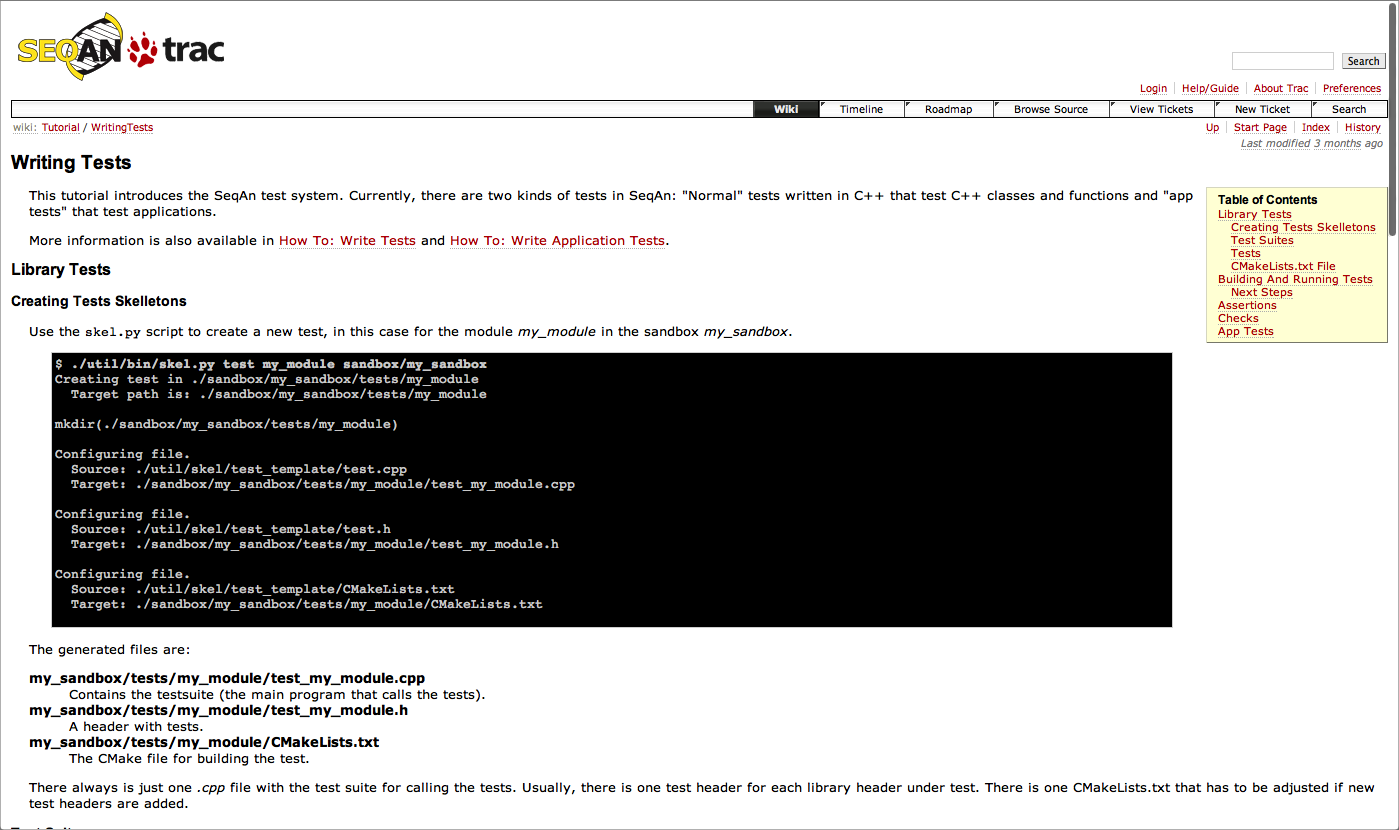 SEQAN trac
Search
Login Help/Guide About Trac Preferences
Wiki Timeline Roadmap Browse Source View Tickets New Ticket Search
wiki: Tutorial / WritingTests
Up Start Page Index History
Last modified 3 months ago
Writing Tests
This tutorial introduces the SeqAn test system. Currently, there are two kinds of tests in SeqAn: "Normal" tests written in C++ that test C++ classes and functions and "app
tests" that test applications.
More information is also available in How To: Write Tests and How To: Write Application Tests.
Table of Contents
Library Tests
Creating Tests Skelletons
Test Suites
Tests
CMakeLists.txt File
Building And Running Tests
Next Steps
Assertions
Checks
App Tests
Library Tests
Creating Tests Skelletons
Use the skel.py script to create a new test, in this case for the module my_module in the sandbox my_sandbox.
$ ./util/bin/skel.py test my_module sandbox/my_sandbox
Creating test in ./sandbox/my_sandbox/tests/my_module
Target path is: ./sandbox/my_sandbox/tests/my_module
mkdir(./sandbox/my_sandbox/tests/my_module)
Configuring file.
Source: ./util/skel/test_template/test.cpp
Target: ./sandbox/my_sandbox/tests/my_module/test_my_module.cpp
Configuring file.
Source: ./util/skel/test_template/test.h
Target: ./sandbox/my_sandbox/tests/my_module/test_my_module.h
Configuring file.
Source: ./util/skel/test_template/CMakeLists.txt
Target: ./sandbox/my_sandbox/tests/my_module/CMakeLists.txt
The generated files are:
my_sandbox/tests/my_module/test_my_module.cpp
Contains the testsuite (the main program that calls the tests).
my_sandbox/tests/my_module/test_my_module.h
A header with tests.
my_sandbox/tests/my_module/CMakeLists.txt
The CMake file for building the test.
There always is just one .cpp file with the test suite for calling the tests. Usually, there is one test header for each library header under test. There is one CMakeLists.txt that has to be adjusted if new
test headers are added.